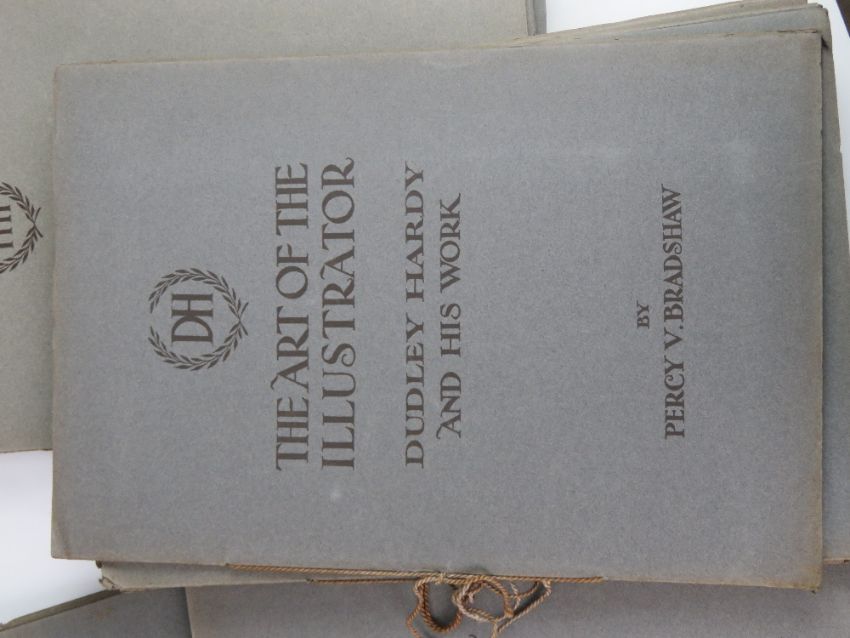 DH
THE ART OF THE
ILLUSTRATOR
DUDLEY HARDY
AND HIS WORK
BY
PERCY V. BRADSHAW